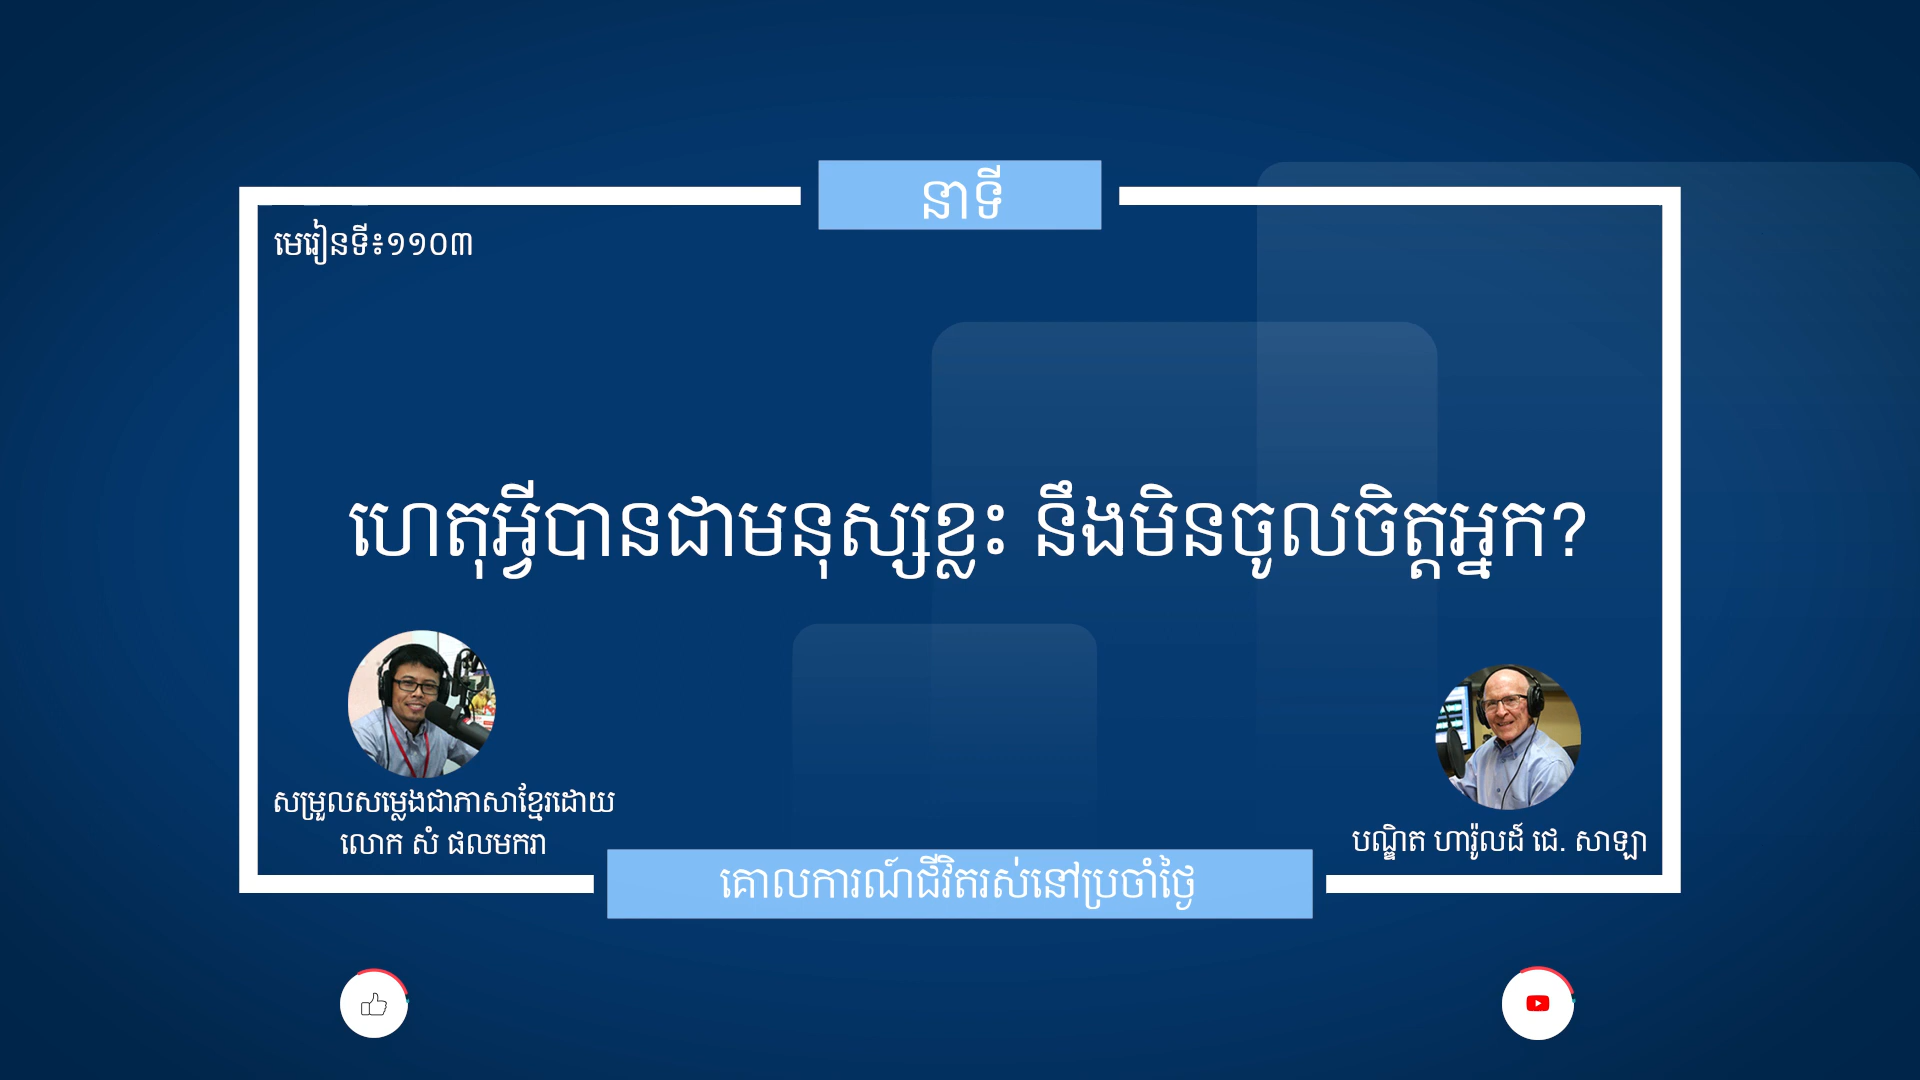 នាទី
មេរៀនទី៖១១០៣
ហេតុអ្វីបានជាមនុស្សខ្លះ នឹងមិនចូលចិត្តអ្នក?
សម្រួលសម្លេងជាភាសាខ្មែរដោយ
លោក សំ ផលមករា
បណ្ឌិត ហារ៉ូលដ៍ ជេ. សាឡា
គោលការណ៍ជីវិតរស់នៅប្រចាំថ្ងៃ